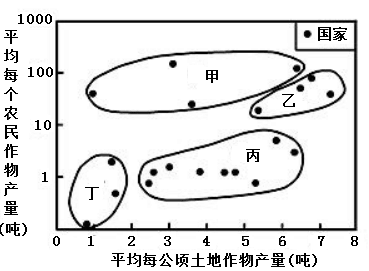 平均每个农民作物产量(吨)
1000
100
10
1
国家
甲
乙
丙
丁
0 1 2 3 4 5 6 7 8
平均每公顷土地作物产量(吨)